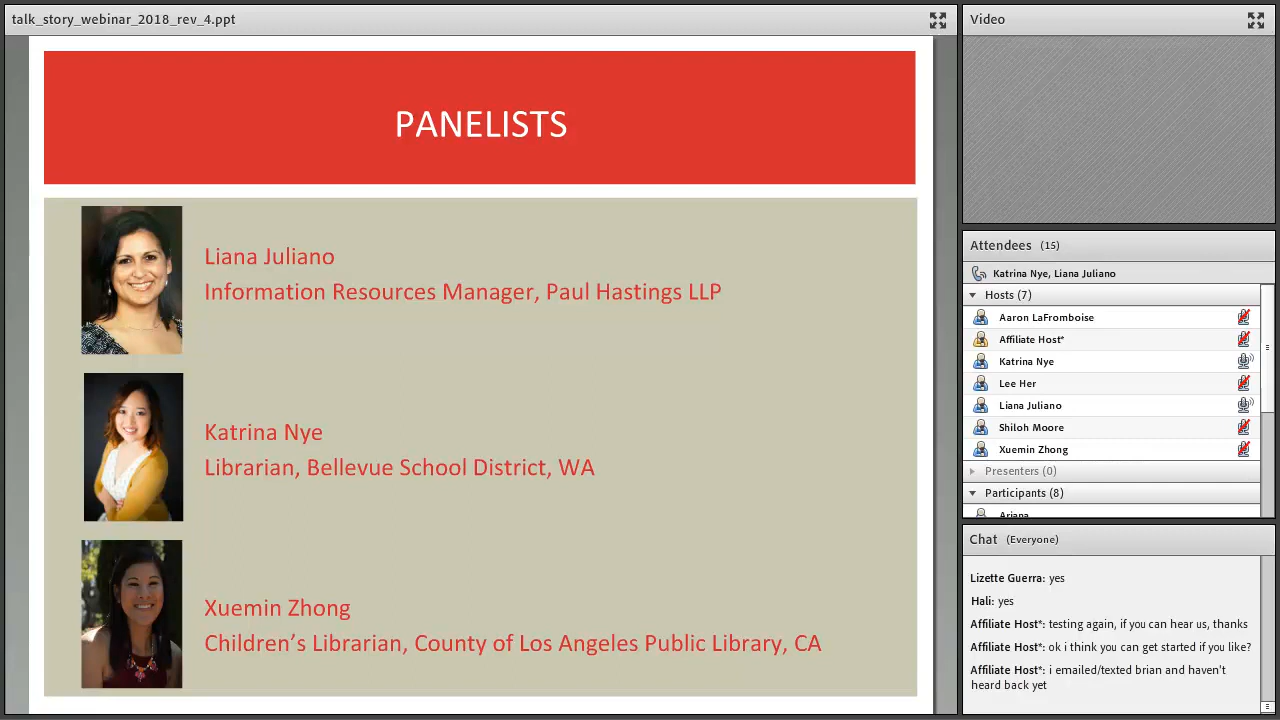 talk_story_webinar_2018_rev_4.ppt
PANELISTS
Liana Juliano
Information Resources Manager, Paul Hastings LLP
Katrina Nye
Librarian, Bellevue School District, WA
Xuemin Zhong
Children’s Librarian, County of Los Angeles Public Library, CA
Video
Attendees (15)
Katrina Nye, Liana Juliano
Hosts (7)
Aaron LaFromboise
Affiliate Host*
Katrina Nye
Lee Her
Liana Juliano
Shiloh Moore
Xuemin Zhong
Presenters (0)
Participants (8)
Ariana
Chat (Everyone)
Lizette Guerra: yes
Hali: yes
Affiliate Host*: testing again, if you can hear us, thanks
Affiliate Host*: ok i think you can get started if you like?
Affiliate Host*: i emailed/texted brian and haven't
heard back yet